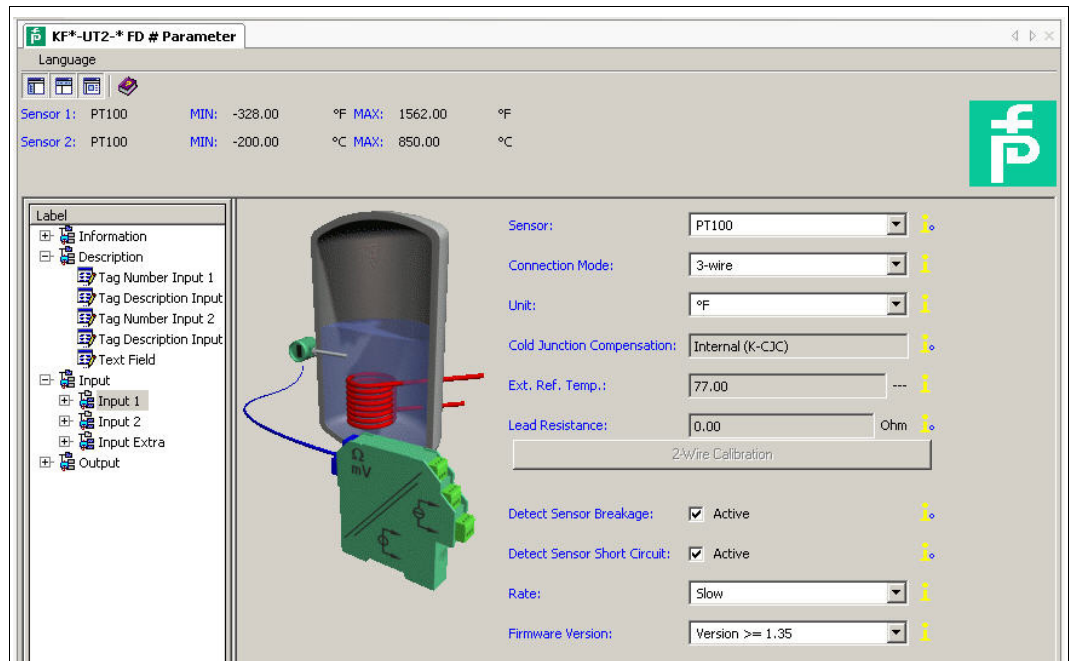 KF*-UT2-* FD # Parameter
Language
Sensor 1: PT100 MIN: -328.00 °F MAX: 1562.00 °F
Sensor 2: PT100 MIN: -200.00 °C MAX: 850.00 °C
Label
Information
Description
Tag Number Input 1
Tag Description Input
Tag Number Input 2
Tag Description Input
Text Field
Input
Input 1
Input 2
Input Extra
Output
Ω
mV
Sensor: PT100
Connection Mode: 3-wire
Unit: °F
Cold Junction Compensation: Internal (K-CJC)
Ext. Ref. Temp.: 77.00 ---
Lead Resistance: 0.00 Ohm
2-Wire Calibration
Detect Sensor Breakage: Active
Detect Sensor Short Circuit: Active
Rate: Slow
Firmware Version: Version >= 1.35